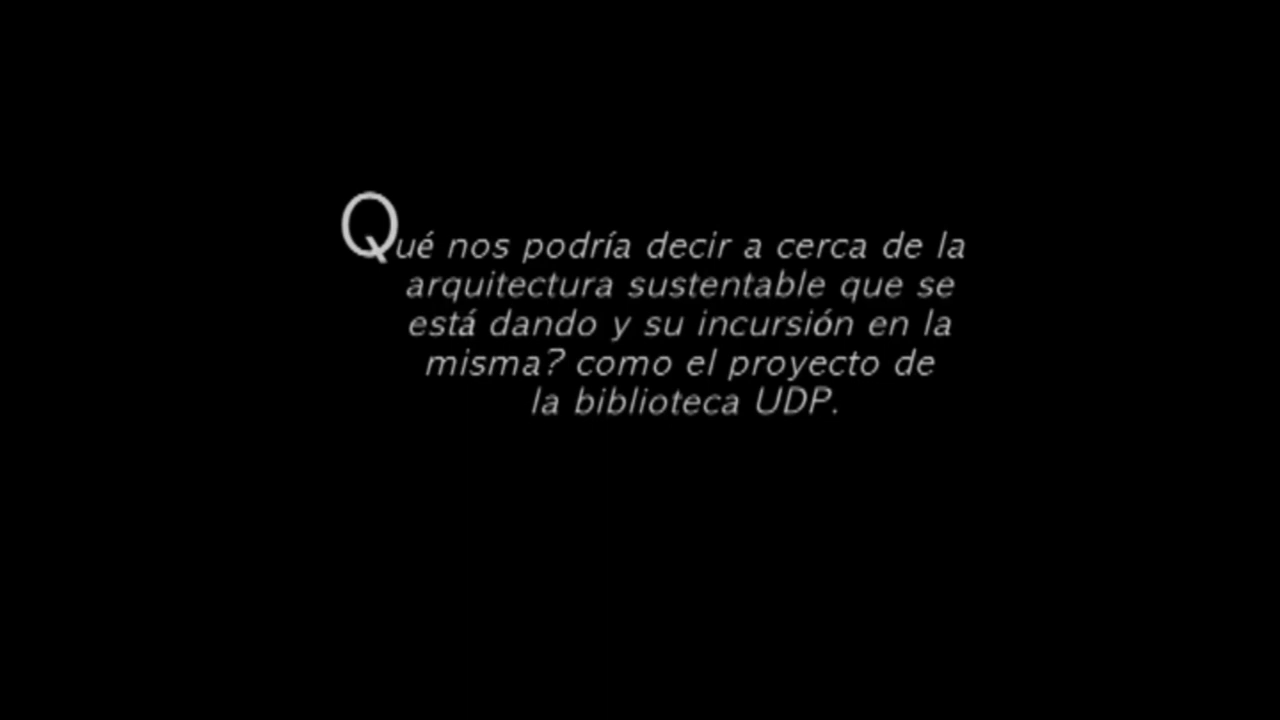 Qué nos podría decir a cerca de la
arquitectura sustentable que se
está dando y su incursión en la
misma? como el proyecto de
la biblioteca UDP.